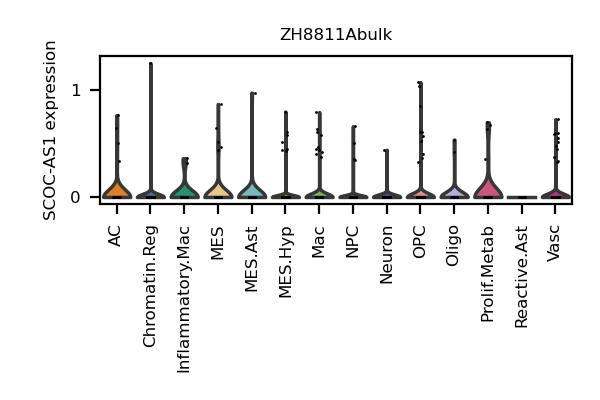 ZH8811Abulk
SCOC-AS1 expression
1
0
AC
Chromatin.Reg
Inflammatory.Mac
MES
MES.Ast
MES.Hyp
Mac
NPC
Neuron
OPC
Oligo
Prolif.Metab
Reactive.Ast
Vasc